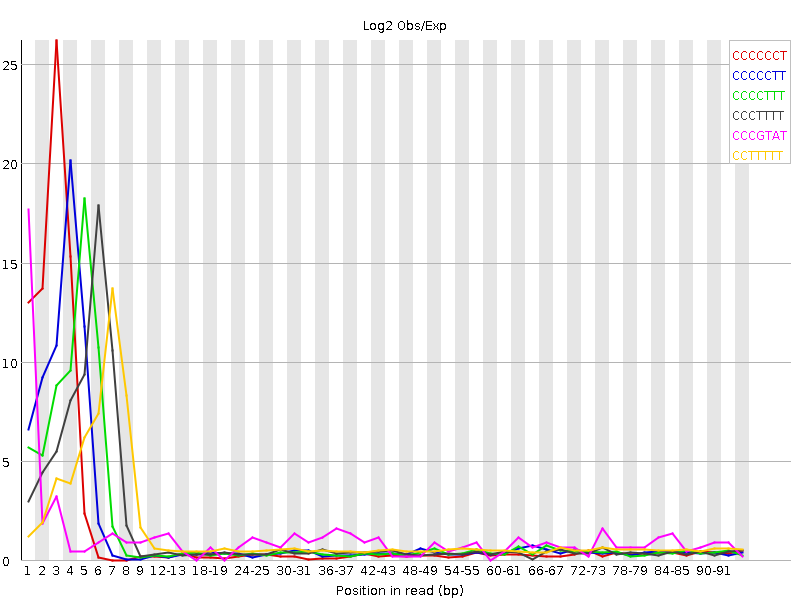 Log2 Obs/Exp
25
20
15
10
5
0
CCCCCCT
CCCCCTT
CCCCTTT
CCCTTTT
CCCGTAT
CCTTTTT
1 2 3 4 5 6 7 8 9 12-13 18-19 24-25 30-31 36-37 42-43 48-49 54-55 60-61 66-67 72-73 78-79 84-85 90-91
Position in read (bp)